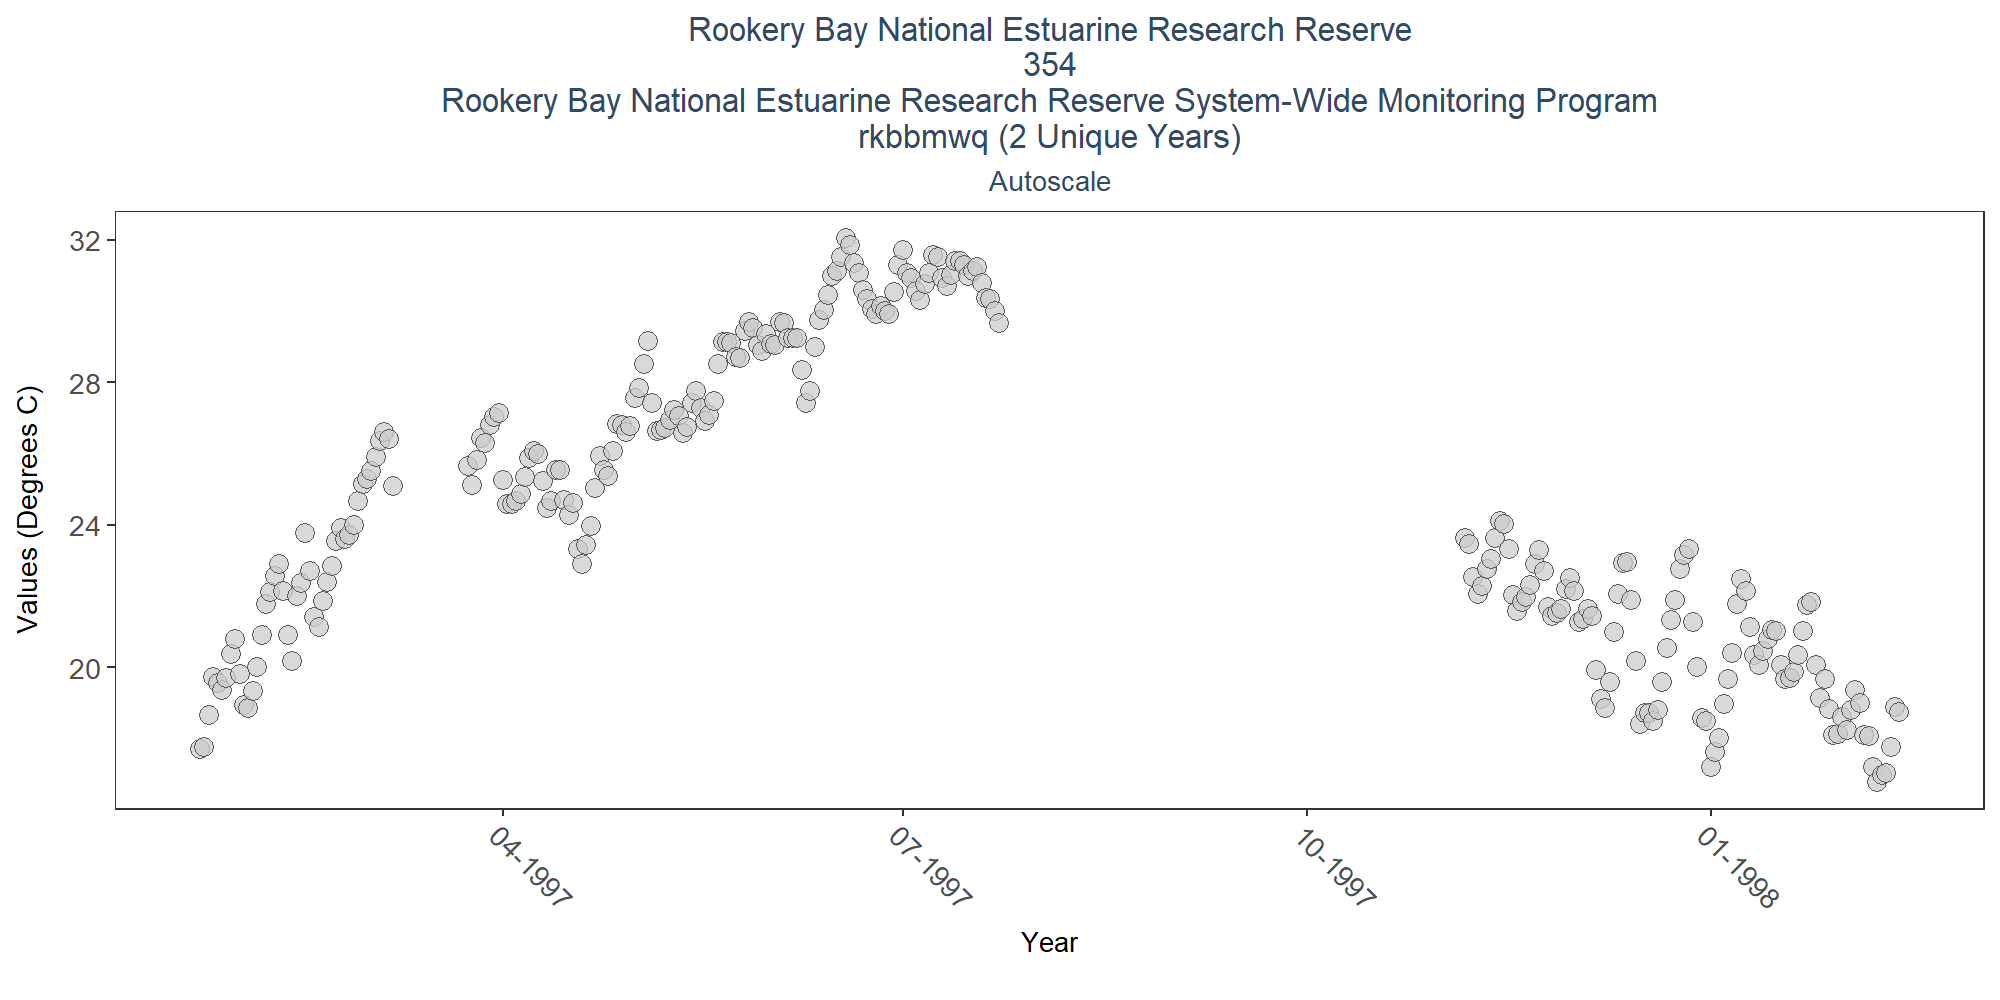 Rookery Bay National Estuarine Research Reserve
354
Rookery Bay National Estuarine Research Reserve System-Wide Monitoring Program
rkbbmwq (2 Unique Years)
Autoscale
Values (Degrees C)
32
28
24
20
04-1997
07-1997
10-1997
01-1998
Year